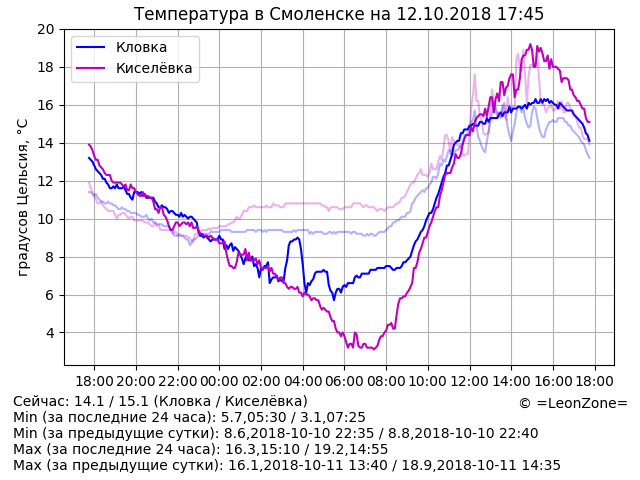 Температура в Смоленске на 12.10.2018 17:45
Кловка
Киселёвка
градусов Цельсия, °C
20
18
16
14
12
10
8
6
4
18:00 20:00 22:00 00:00 02:00 04:00 06:00 08:00 10:00 12:00 14:00 16:00 18:00
Сейчас: 14.1 / 15.1 (Кловка / Киселёвка)
© =LeonZone=
Min (за последние 24 часа): 5.7,05:30 / 3.1,07:25
Min (за предыдущие сутки): 8.6,2018-10-10 22:35 / 8.8,2018-10-10 22:40
Max (за последние 24 часа): 16.3,15:10 / 19.2,14:55
Max (за предыдущие сутки): 16.1,2018-10-11 13:40 / 18.9,2018-10-11 14:35